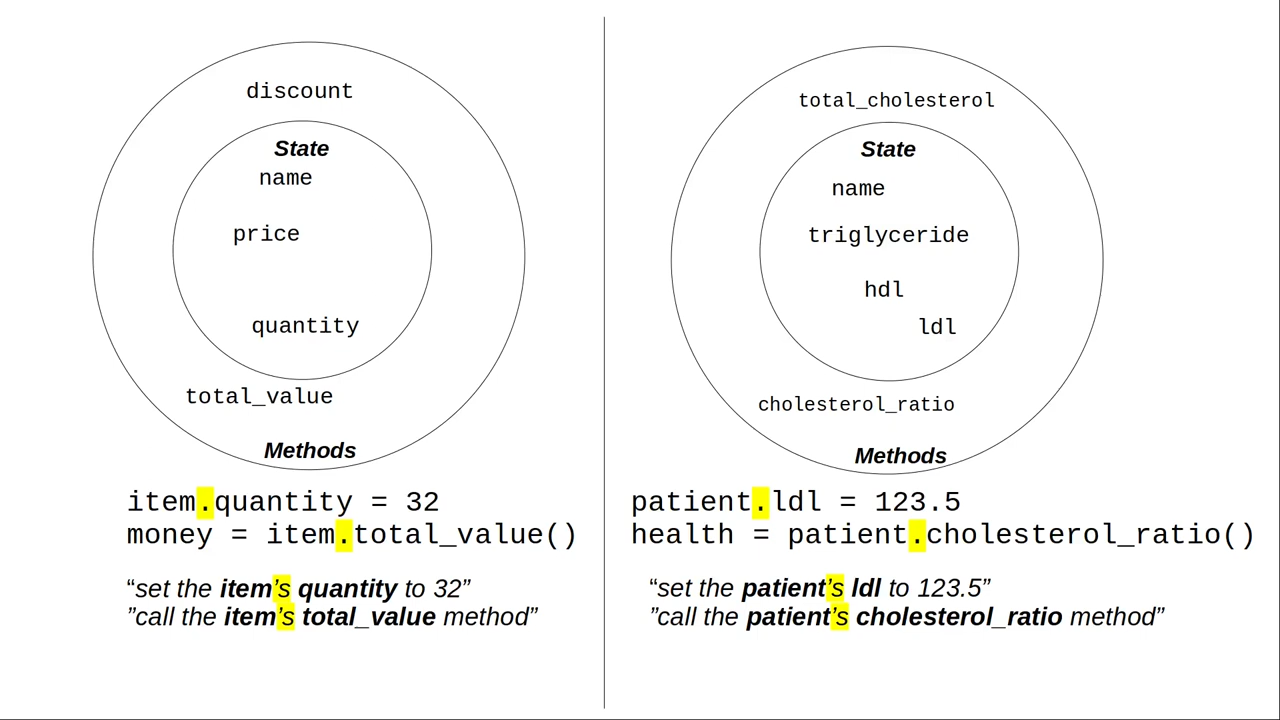 discount
State
name
price
quantity
total_value
Methods
item.quantity = 32
money = item.total_value()
“set the item’s quantity to 32”
”call the item’s total_value method”
total_cholesterol
State
name
triglyceride
hdl
ldl
cholesterol_ratio
Methods
patient.ldl = 123.5
health = patient.cholesterol_ratio()
“set the patient’s ldl to 123.5”
”call the patient’s cholesterol_ratio method”